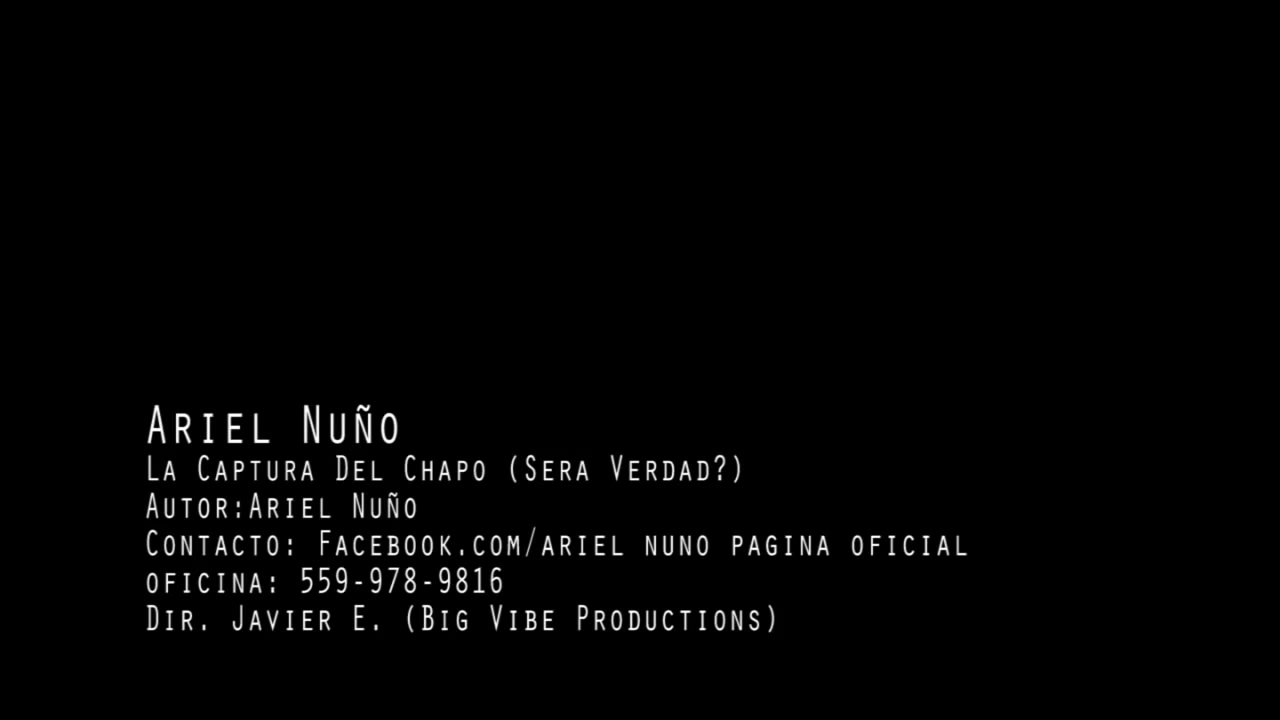 Ariel Nuño
La Captura Del Chapo (Sera Verdad?)
Autor:Ariel Nuño
Contacto: Facebook.com/ariel nuno pagina oficial
oficina: 559-978-9816
Dir. Javier E. (Big Vibe Productions)